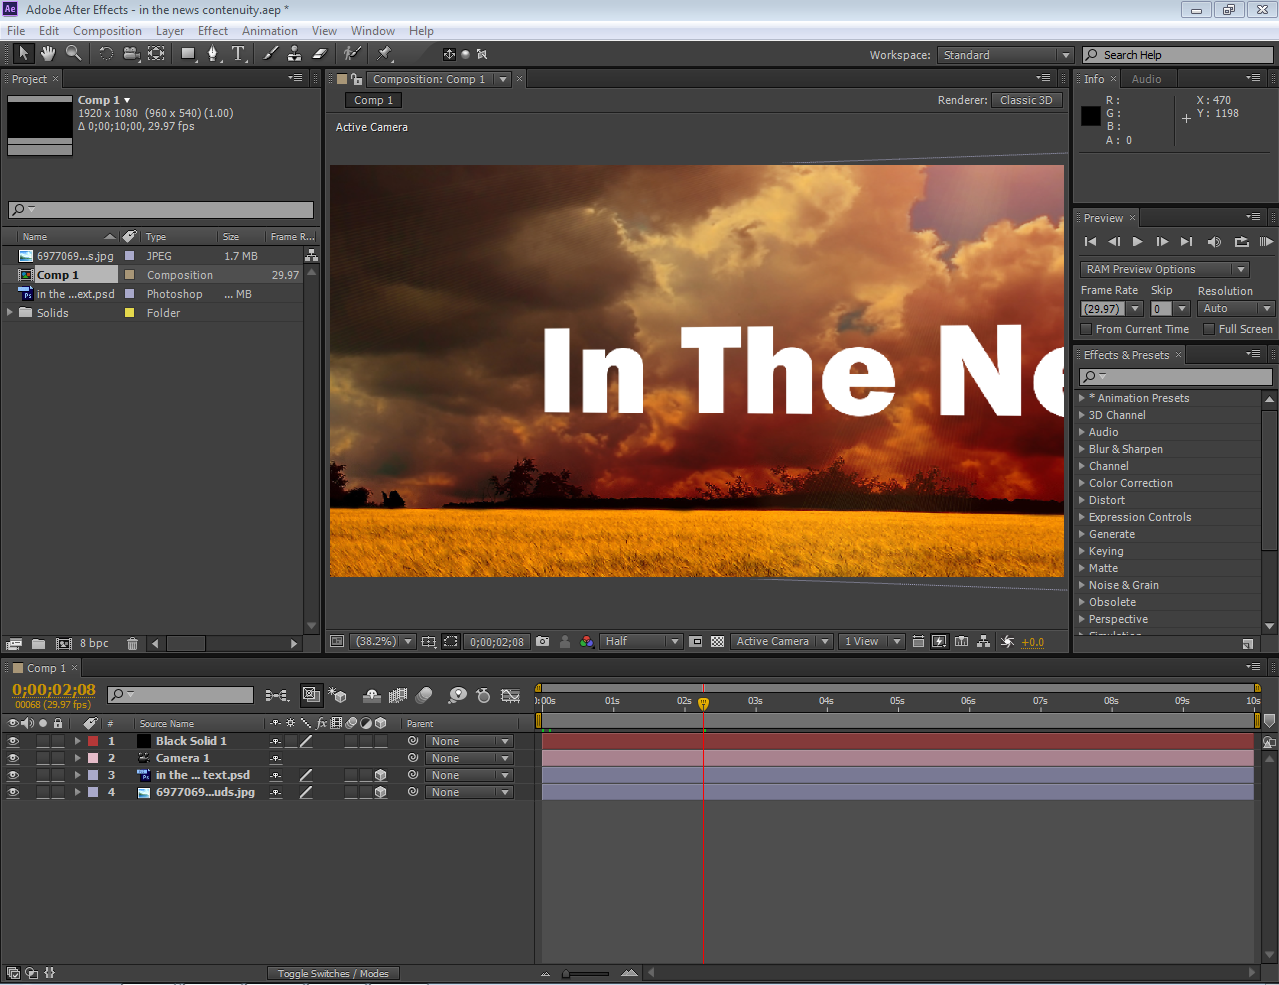 Ae Adobe After Effects - in the news contenuity.aep *
File Edit Composition Layer Effect Animation View Window Help
Workspace: Standard Search Help
Project
Comp 1
1920 x 1080 (960 x 540) (1.00)
Δ 0;00;10;00, 29.97 fps
Name Type Size Frame R...
6977069...s.jpg JPEG 1.7 MB
Comp 1 Composition 29.97
in the ...ext.psd Photoshop ... MB
Solids Folder
8 bpc
Composition: Comp 1
Comp 1 Renderer: Classic 3D
Active Camera
In The Ne
(38.2%) 0;00;02;08 Half Active Camera 1 View +0.0
Info Audio
R : X : 470
G : Y : 1198
B :
A : 0
Preview
RAM Preview Options
Frame Rate Skip Resolution
(29.97) 0 Auto
From Current Time Full Screen
Effects & Presets
* Animation Presets
3D Channel
Audio
Blur & Sharpen
Channel
Color Correction
Distort
Expression Controls
Generate
Keying
Matte
Noise & Grain
Obsolete
Perspective
Comp 1
0;00;02;08
00068 (29.97 fps)
0:00s 01s 02s 03s 04s 05s 06s 07s 08s 09s 10s
# Source Name fx Parent
1 Black Solid 1 None
2 Camera 1 None
3 in the ... text.psd None
4 6977069...uds.jpg None
Toggle Switches / Modes